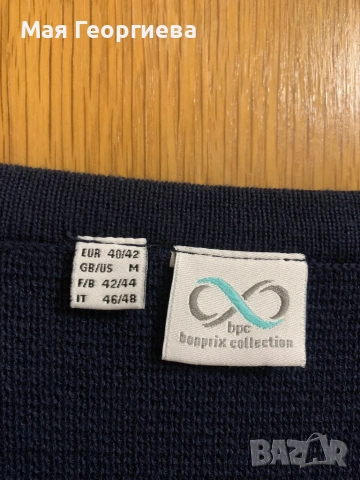 Мая Георгиева
EUR 40/42
GB/US M
F/B 42/44
IT 46/48
bpc
bonprix collection
BAZAR